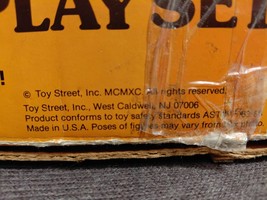 PLAY SET
!
© Toy Street, Inc. MCMXC. All rights reserved.
Toy Street, Inc., West Caldwell, NJ 07006
Product conforms to toy safety standards
Made in U.S.A. Poses of figures may vary from